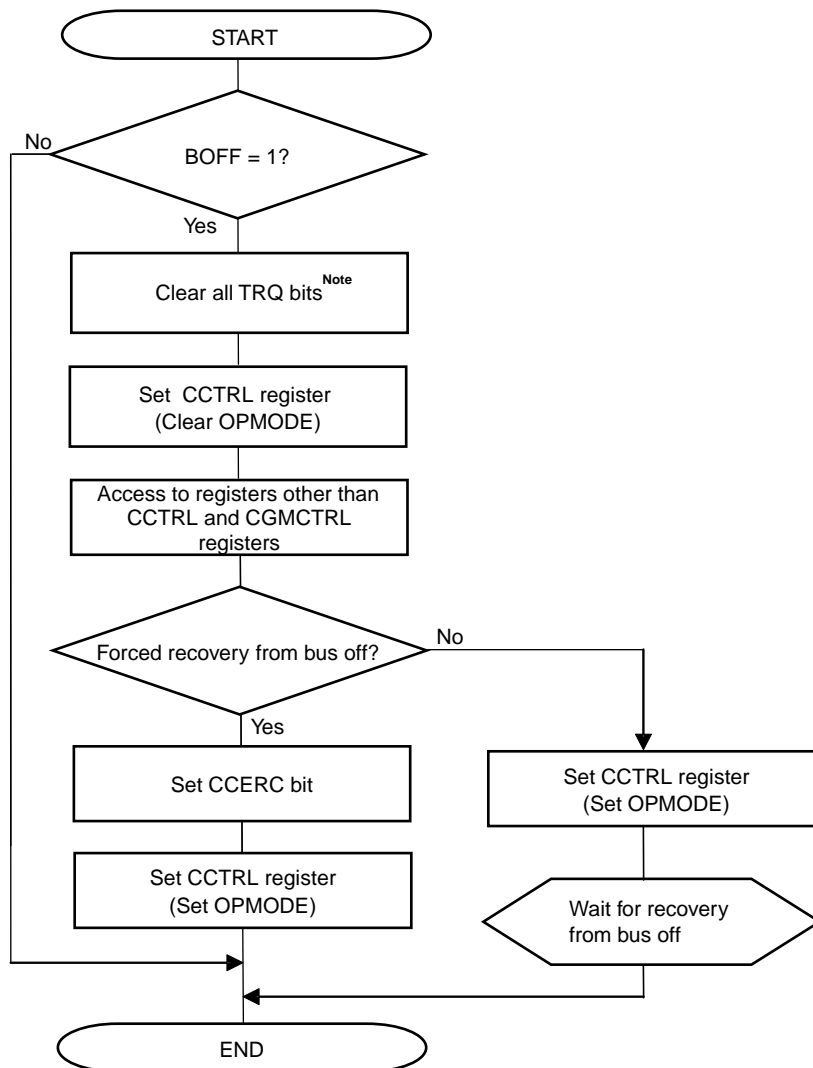 START
No
BOFF = 1?
Yes
Clear all TRQ bitsNote
Set CCTRL register
(Clear OPMODE)
Access to registers other than
CCTRL and CGMCTRL
registers
No
Forced recovery from bus off?
Yes
Set CCERC bit
Set CCTRL register
(Set OPMODE)
Set CCTRL register
(Set OPMODE)
Wait for recovery
from bus off
END